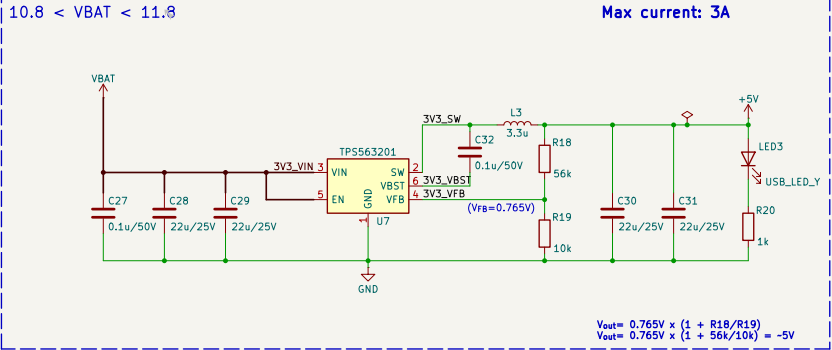 10.8 < VBAT < 11.8
Max current: 3A
VBAT
+5V
3V3_SW
L3
3.3u
C32
0.1u/50V
R18
56k
LED3
USB_LED_Y
TPS563201
3V3_VIN
3
VIN
SW
2
VBST
6
3V3_VBST
5
EN
GND
VFB
4
3V3_VFB
(VFB=0.765V)
1
U7
C27
0.1u/50V
C28
22u/25V
C29
22u/25V
R19
10k
C30
22u/25V
C31
22u/25V
R20
1k
GND
Vout= 0.765V x (1 + R18/R19)
Vout= 0.765V x (1 + 56k/10k) = ~5V